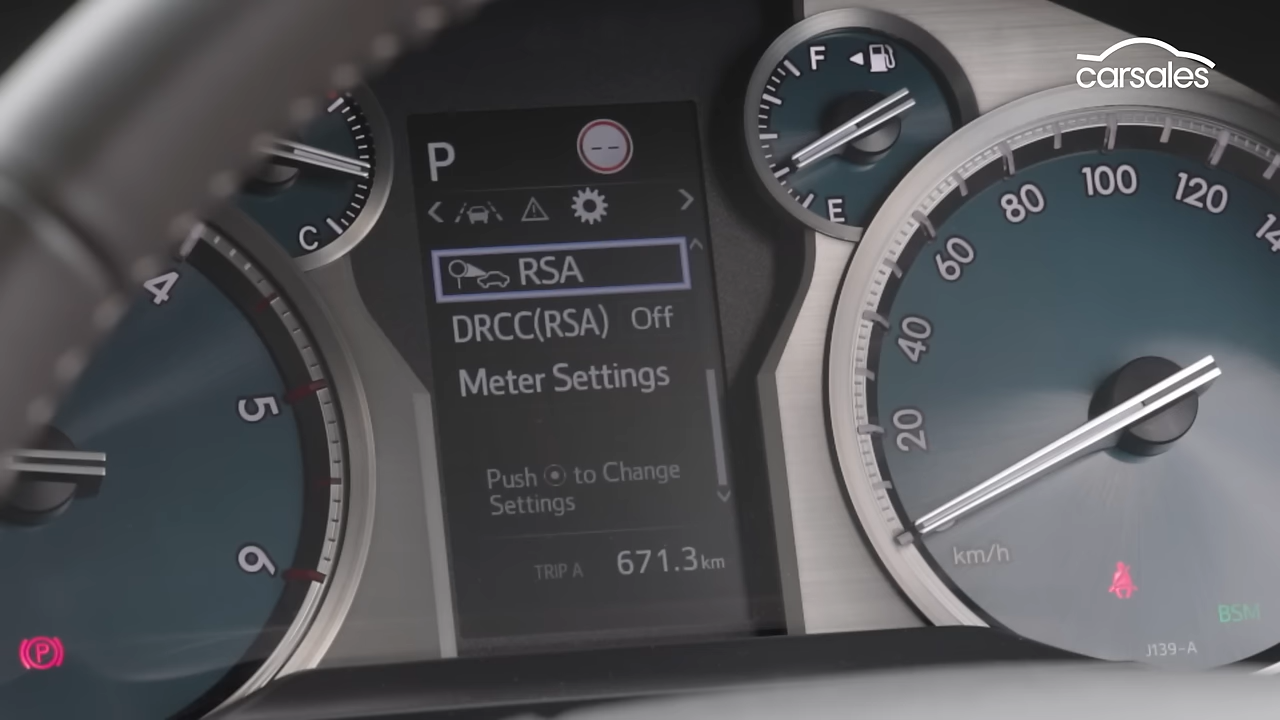 carsales
F
E
C
4
5
6
P
P
--
RSA
DRCC(RSA) Off
Meter Settings
Push to Change
Settings
TRIP A 671.3 km
20
40
60
80
100
120
km/h
BSM
J139-A